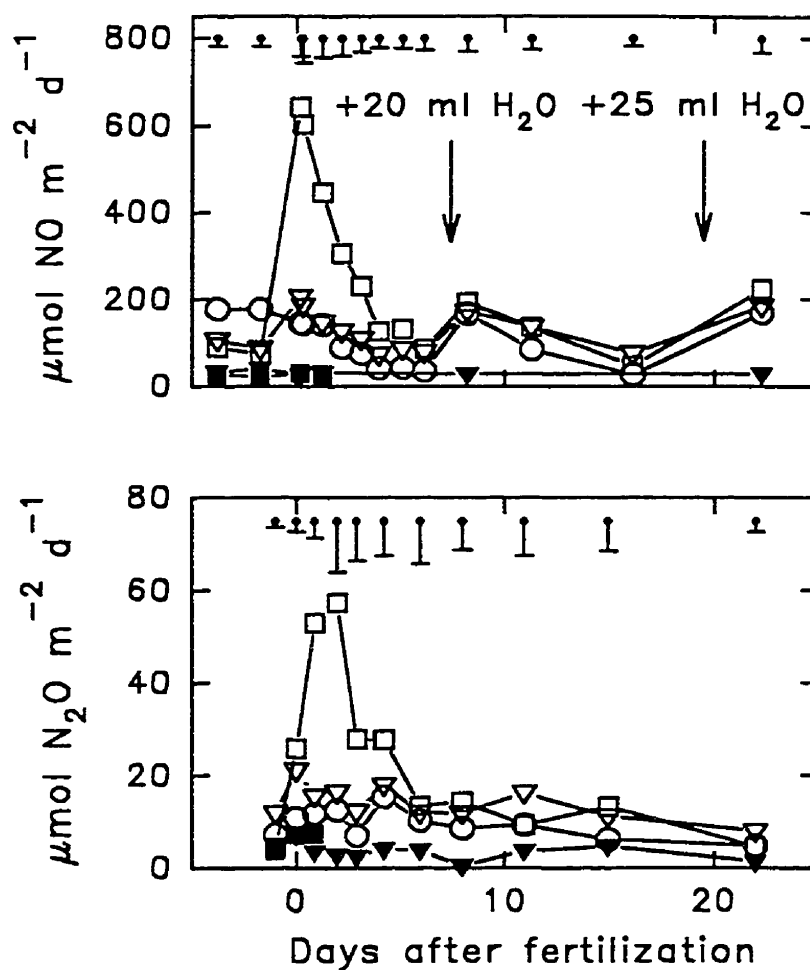 800
600
400
200
0
μmol NO m⁻² d⁻¹
+20 ml H₂O +25 ml H₂O
80
60
40
20
0
μmol N₂O m⁻² d⁻¹
0 10 20
Days after fertilization